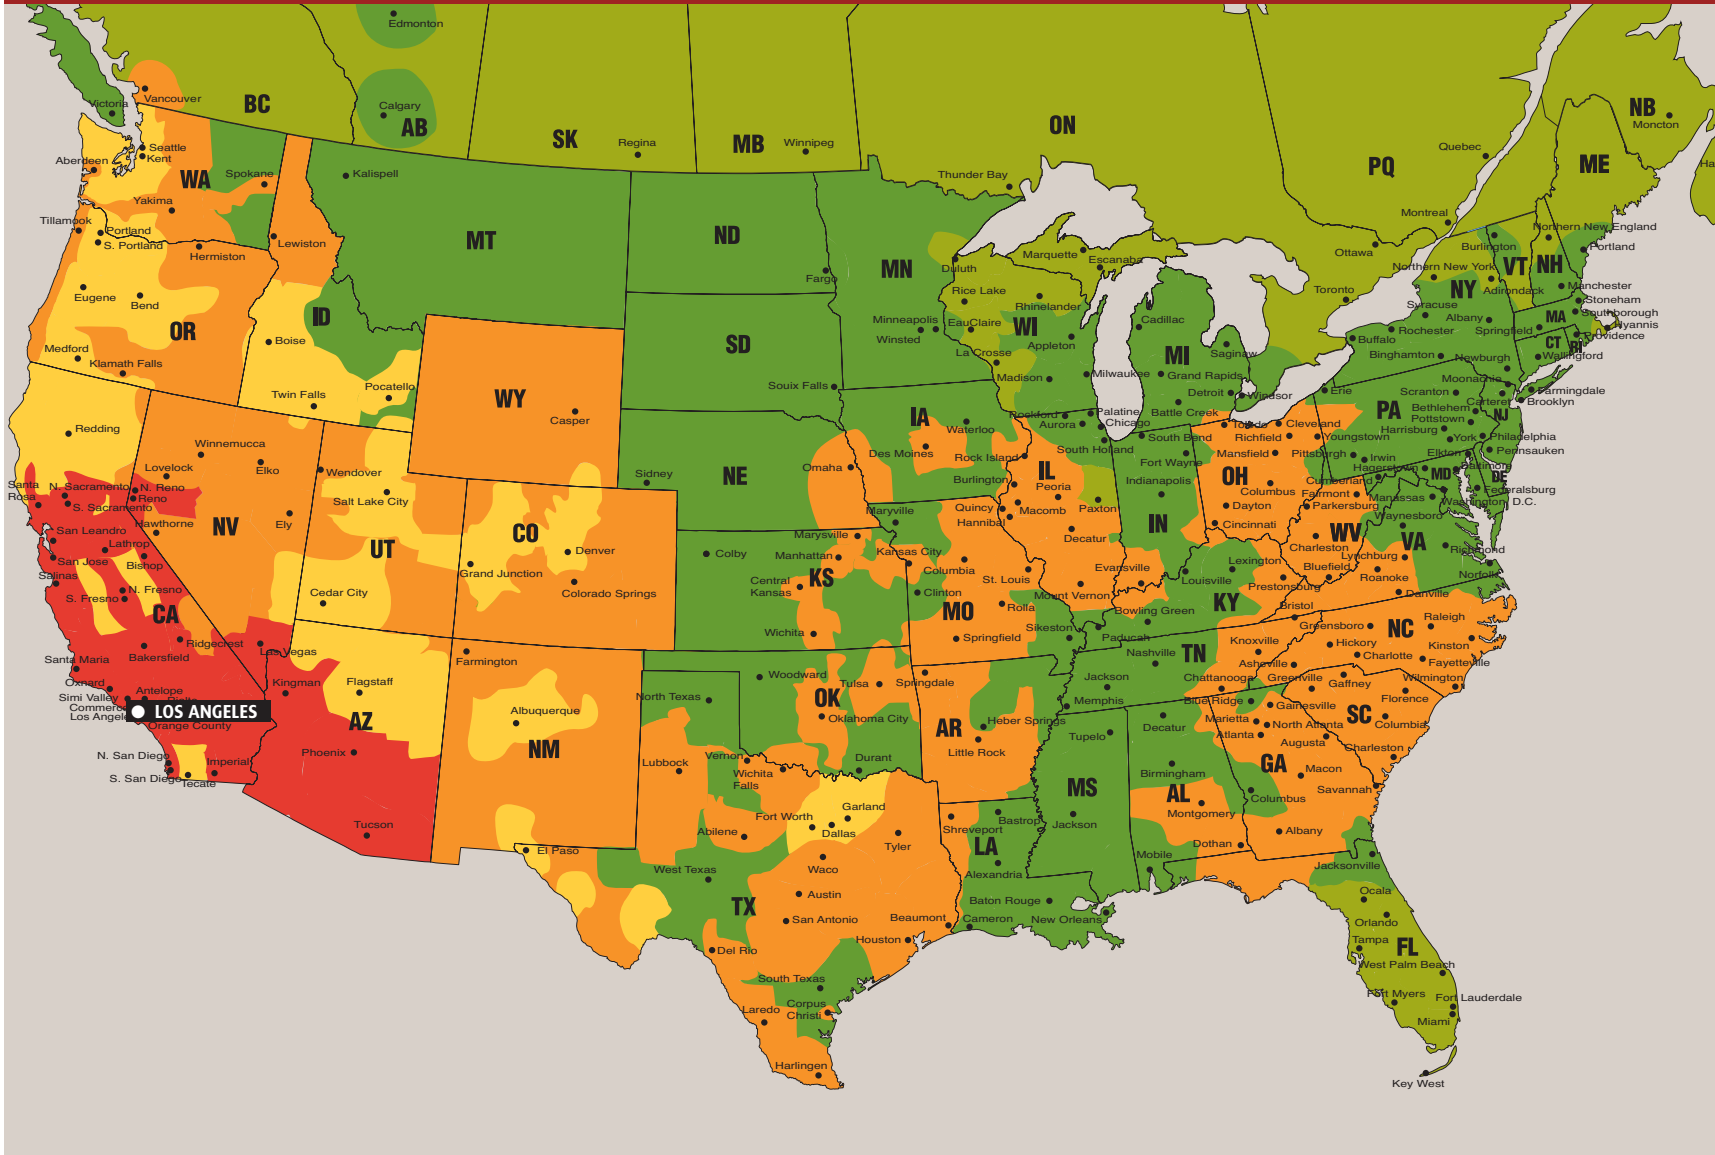 Edmonton
Victoria
Vancouver
BC
Calgary
AB
SK
Regina
MB
Winnipeg
ON
PQ
Quebec
NB
Moncton
ME
Ha
Thunder Bay
Montreal
Ottawa
Toronto
Seattle
Kent
Aberdeen
WA
Spokane
Yakima
Tillamook
Portland
S. Portland
Hermiston
Lewiston
Kalispell
MT
ND
Fargo
MN
Duluth
Marquette
Escanaba
Rice Lake
Rhinelander
Minneapolis
Winsted
EauClaire
WI
La Crosse
Appleton
Madison
Milwaukee
Cadillac
MI
Saginaw
Grand Rapids
Detroit
Windsor
Battle Creek
Northern New England
Portland
Burlington
VT
NH
Northern New York
Adirondack
NY
Syracuse
Albany
Rochester
Buffalo
Binghamton
Newburgh
Manchester
Stoneham
Southborough
MA
Hyannis
Springfield
CT
RI
Providence
Wallingford
Moonachie
Farmingdale
Brooklyn
Carteret
Scranton
PA
Bethlehem
Pottstown
NJ
Harrisburg
York
Philadelphia
Pennsauken
Elkton
Erie
Eugene
Bend
OR
Medford
Klamath Falls
ID
Boise
Twin Falls
Pocatello
WY
Casper
SD
Souix Falls
IA
Waterloo
Des Moines
Rock Island
Rockford
Palatine
Aurora
Chicago
South Holland
South Bend
Fort Wayne
Toledo
Cleveland
Richfield
Mansfield
Youngstown
Pittsburgh
Irwin
Hagerstown
Cumberland
MD
Baltimore
DE
Federalsburg
Washington, D.C.
Manassas
Redding
Winnemucca
Lovelock
Elko
Wendover
Salt Lake City
Santa
Rosa
N. Sacramento
S. Sacramento
N. Reno
Reno
Hawthorne
NV
Ely
UT
CO
Denver
Grand Junction
Colorado Springs
Cedar City
Sidney
NE
Omaha
Burlington
IL
Peoria
Macomb
Quincy
Hannibal
Paxton
Decatur
Indianapolis
IN
OH
Columbus
Dayton
Cincinnati
Fairmont
Parkersburg
WV
Charleston
Waynesboro
VA
Richmond
Norfolk
Lynchburg
Roanoke
Danville
Bluefield
Bristol
San Leandro
Lathrop
San Jose
Bishop
Salinas
N. Fresno
S. Fresno
CA
Ridgecrest
Las Vegas
Bakersfield
Santa Maria
Oxnard
Antelope
Simi Valley
LOS ANGELES
Orange County
Kingman
Flagstaff
AZ
Phoenix
Tucson
N. San Diego
S. San Diego
Tecate
Imperial
Farmington
Albuquerque
NM
Maryville
Marysville
Manhattan
Colby
Central
Kansas
KS
Wichita
Kansas City
Columbia
Clinton
MO
St. Louis
Rolla
Springfield
Sikeston
Mount Vernon
Evansville
Louisville
Lexington
Prestonsburg
KY
Bowling Green
Paducah
Nashville
TN
Knoxville
Jackson
Memphis
Chattanooga
Greensboro
Raleigh
NC
Hickory
Charlotte
Kinston
Fayetteville
Asheville
Wilmington
Greenville
Gaffney
Florence
SC
Columbia
Charleston
Woodward
Tulsa
OK
Oklahoma City
Durant
Springdale
AR
Heber Springs
Little Rock
North Texas
Lubbock
Vernon
Wichita
Falls
Abilene
Fort Worth
Garland
Dallas
Tyler
Waco
El Paso
West Texas
TX
Austin
San Antonio
Beaumont
Houston
Del Rio
South Texas
Corpus
Christi
Laredo
Harlingen
Shreveport
Bastrop
LA
Alexandria
Baton Rouge
Cameron
New Orleans
Tupelo
MS
Jackson
Decatur
Birmingham
AL
Montgomery
Dothan
Mobile
Blue Ridge
Gainesville
Marietta
North Atlanta
Atlanta
Augusta
GA
Macon
Savannah
Columbus
Albany
Jacksonville
Ocala
Orlando
Tampa
FL
West Palm Beach
Fort Myers
Fort Lauderdale
Miami
Key West